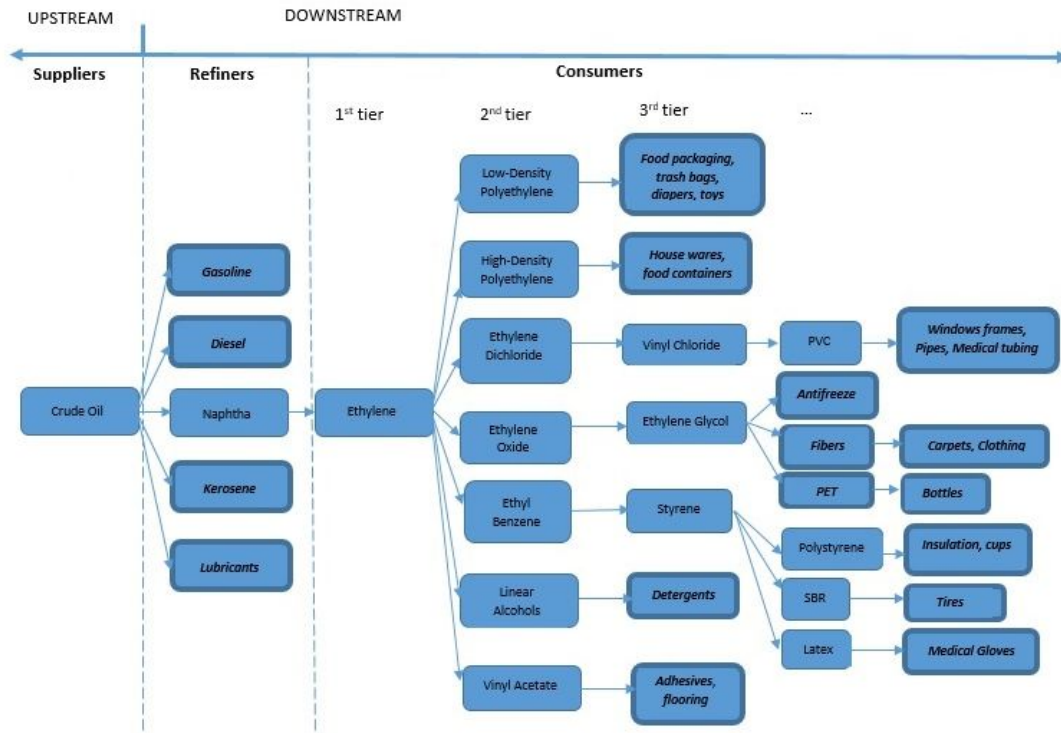 UPSTREAM
DOWNSTREAM
Suppliers
Refiners
Consumers
1st tier
2nd tier
3rd tier
...
Low-Density
Polyethylene
Food packaging,
trash bags,
diapers, toys
Gasoline
High-Density
Polyethylene
House wares,
food containers
Diesel
Ethylene
Dichloride
Vinyl Chloride
PVC
Windows frames,
Pipes, Medical tubing
Crude Oil
Naphtha
Ethylene
Ethylene
Oxide
Ethylene Glycol
Antifreeze
Fibers
Carpets, Clothing
PET
Bottles
Kerosene
Ethyl
Benzene
Styrene
Polystyrene
Insulation, cups
Lubricants
Linear
Alcohols
Detergents
SBR
Tires
Latex
Medical Gloves
Vinyl Acetate
Adhesives,
flooring